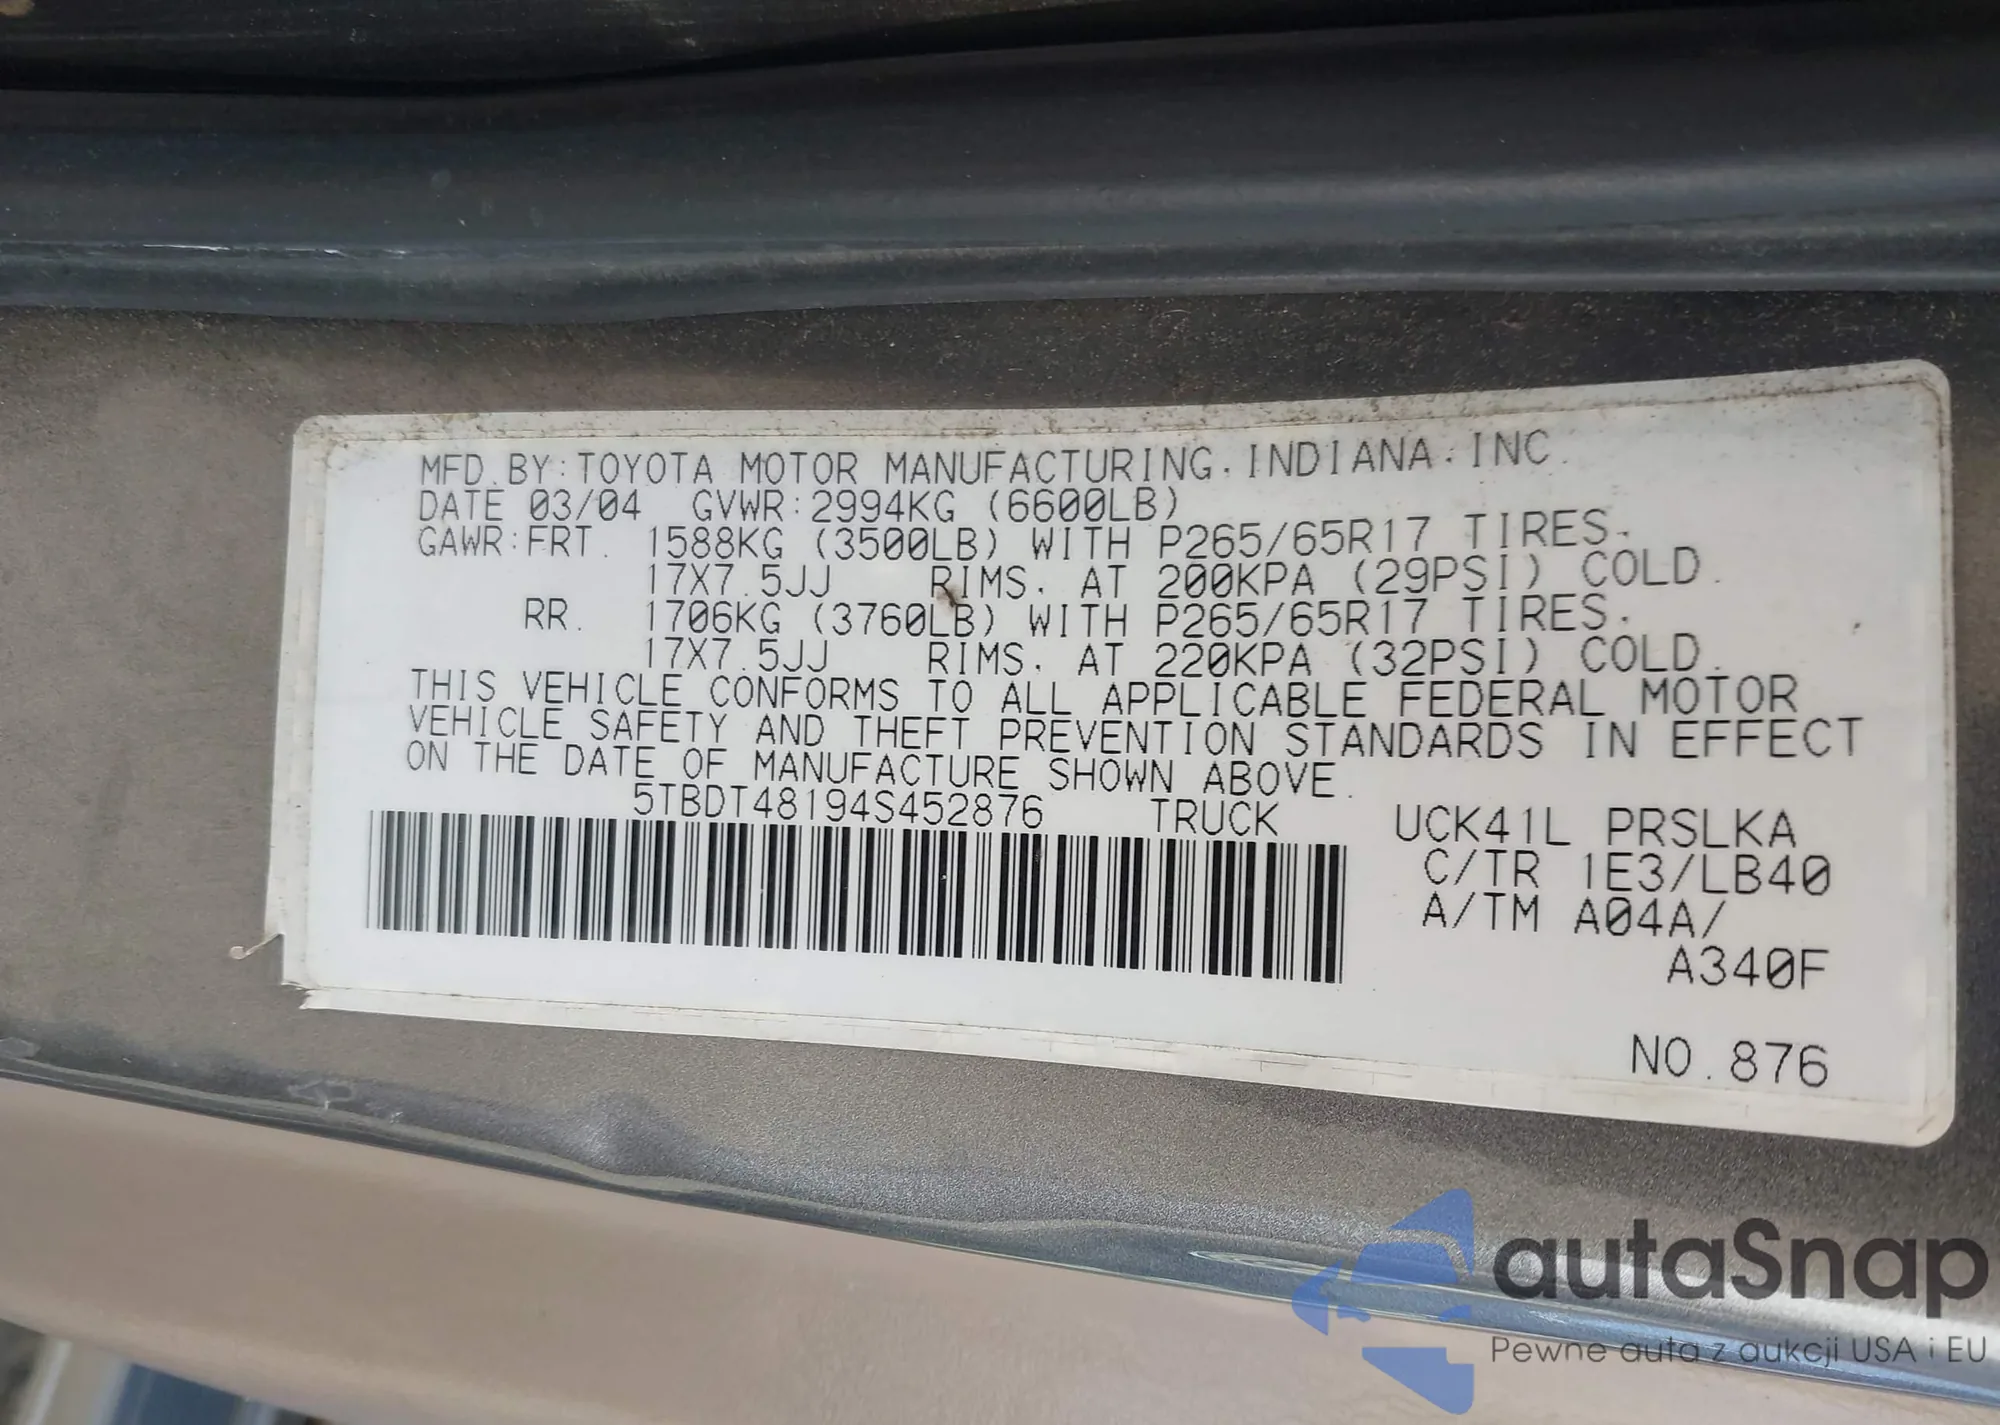 MFD. BY: TOYOTA MOTOR MANUFACTURING. INDIANA. INC.
DATE 03/04 GVWR: 2994KG (6600LB)
GAWR: FRT. 1588KG (3500LB) WITH P265/65R17 TIRES.
17X7.5JJ RIMS. AT 200KPA (29PSI) COLD.
RR. 1706KG (3760LB) WITH P265/65R17 TIRES.
17X7.5JJ RIMS. AT 220KPA (32PSI) COLD.
THIS VEHICLE CONFORMS TO ALL APPLICABLE FEDERAL MOTOR
VEHICLE SAFETY AND THEFT PREVENTION STANDARDS IN EFFECT
ON THE DATE OF MANUFACTURE SHOWN ABOVE.
5TBDT48194S452876 TRUCK UCK41L PRSLKA
C/TR 1E3/LB40
A/TM A04A/
A340F
NO. 876
autaSnap
Pewne auta z aukcji USA i EU